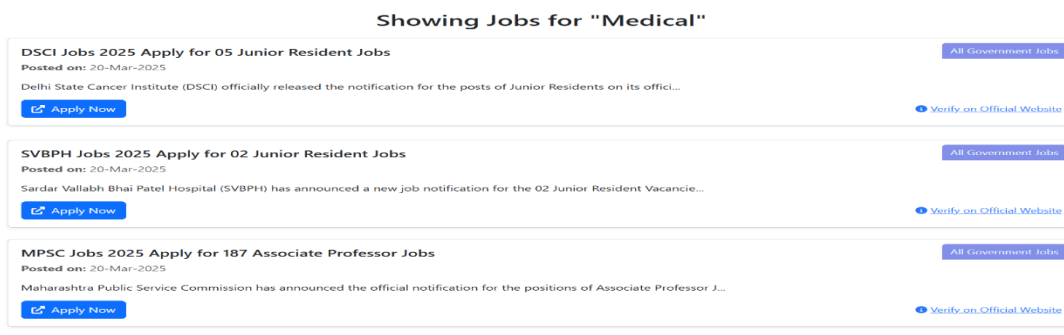 Showing Jobs for "Medical"
DSCI Jobs 2025 Apply for 05 Junior Resident Jobs
All Government Jobs
Posted on: 20-Mar-2025
Delhi State Cancer Institute (DSCI) officially released the notification for the posts of Junior Residents on its offici...
Apply Now
Verify on Official Website
SVBPH Jobs 2025 Apply for 02 Junior Resident Jobs
All Government Jobs
Posted on: 20-Mar-2025
Sardar Vallabh Bhai Patel Hospital (SVBPH) has announced a new job notification for the 02 Junior Resident Vacancie...
Apply Now
Verify on Official Website
MPSC Jobs 2025 Apply for 187 Associate Professor Jobs
All Government Jobs
Posted on: 20-Mar-2025
Maharashtra Public Service Commission has announced the official notification for the positions of Associate Professor J...
Apply Now
Verify on Official Website